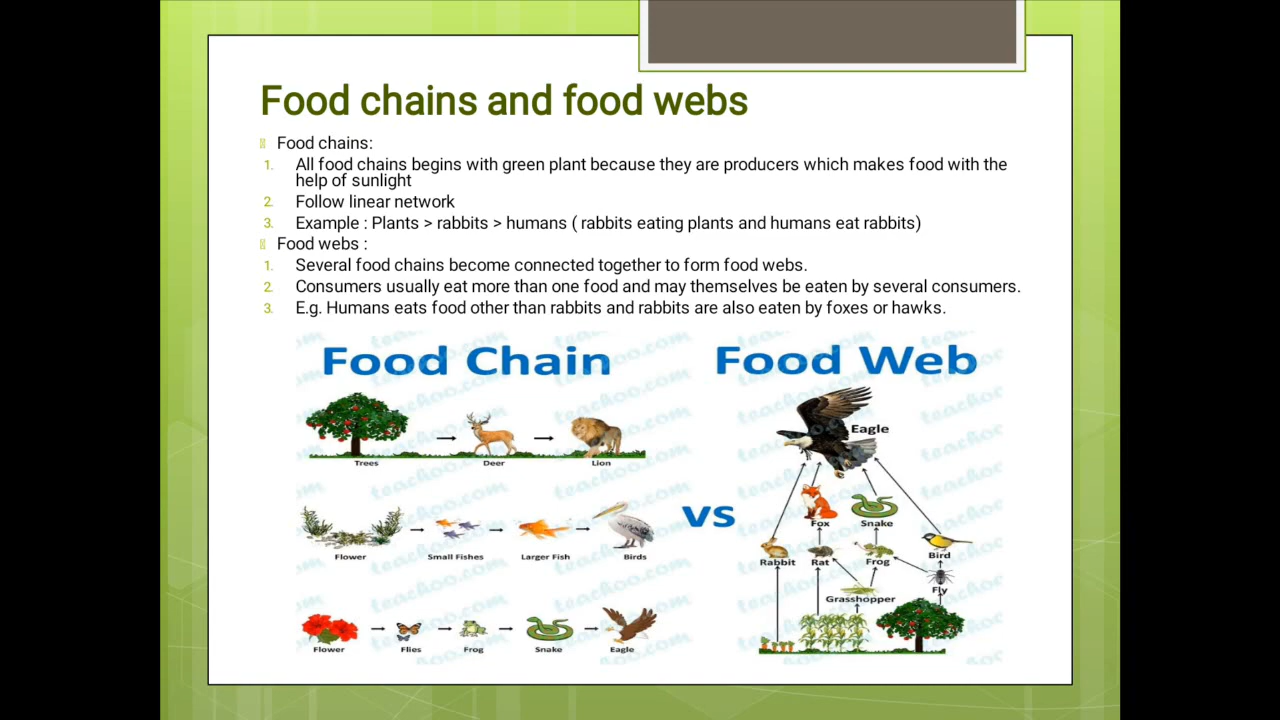 Food chains and food webs
Food chains:
1. All food chains begins with green plant because they are producers which makes food with the
help of sunlight
2. Follow linear network
3. Example : Plants > rabbits > humans ( rabbits eating plants and humans eat rabbits)
Food webs :
1. Several food chains become connected together to form food webs.
2. Consumers usually eat more than one food and may themselves be eaten by several consumers.
3. E.g. Humans eats food other than rabbits and rabbits are also eaten by foxes or hawks.
Food Chain
Trees Deer Lion
Flower Small Fishes Larger Fish Birds
Flower Flies Frog Snake Eagle
vs
Food Web
Eagle
Fox Snake
Rabbit Rat Frog Bird
Fly
Grasshopper
teachoo.com